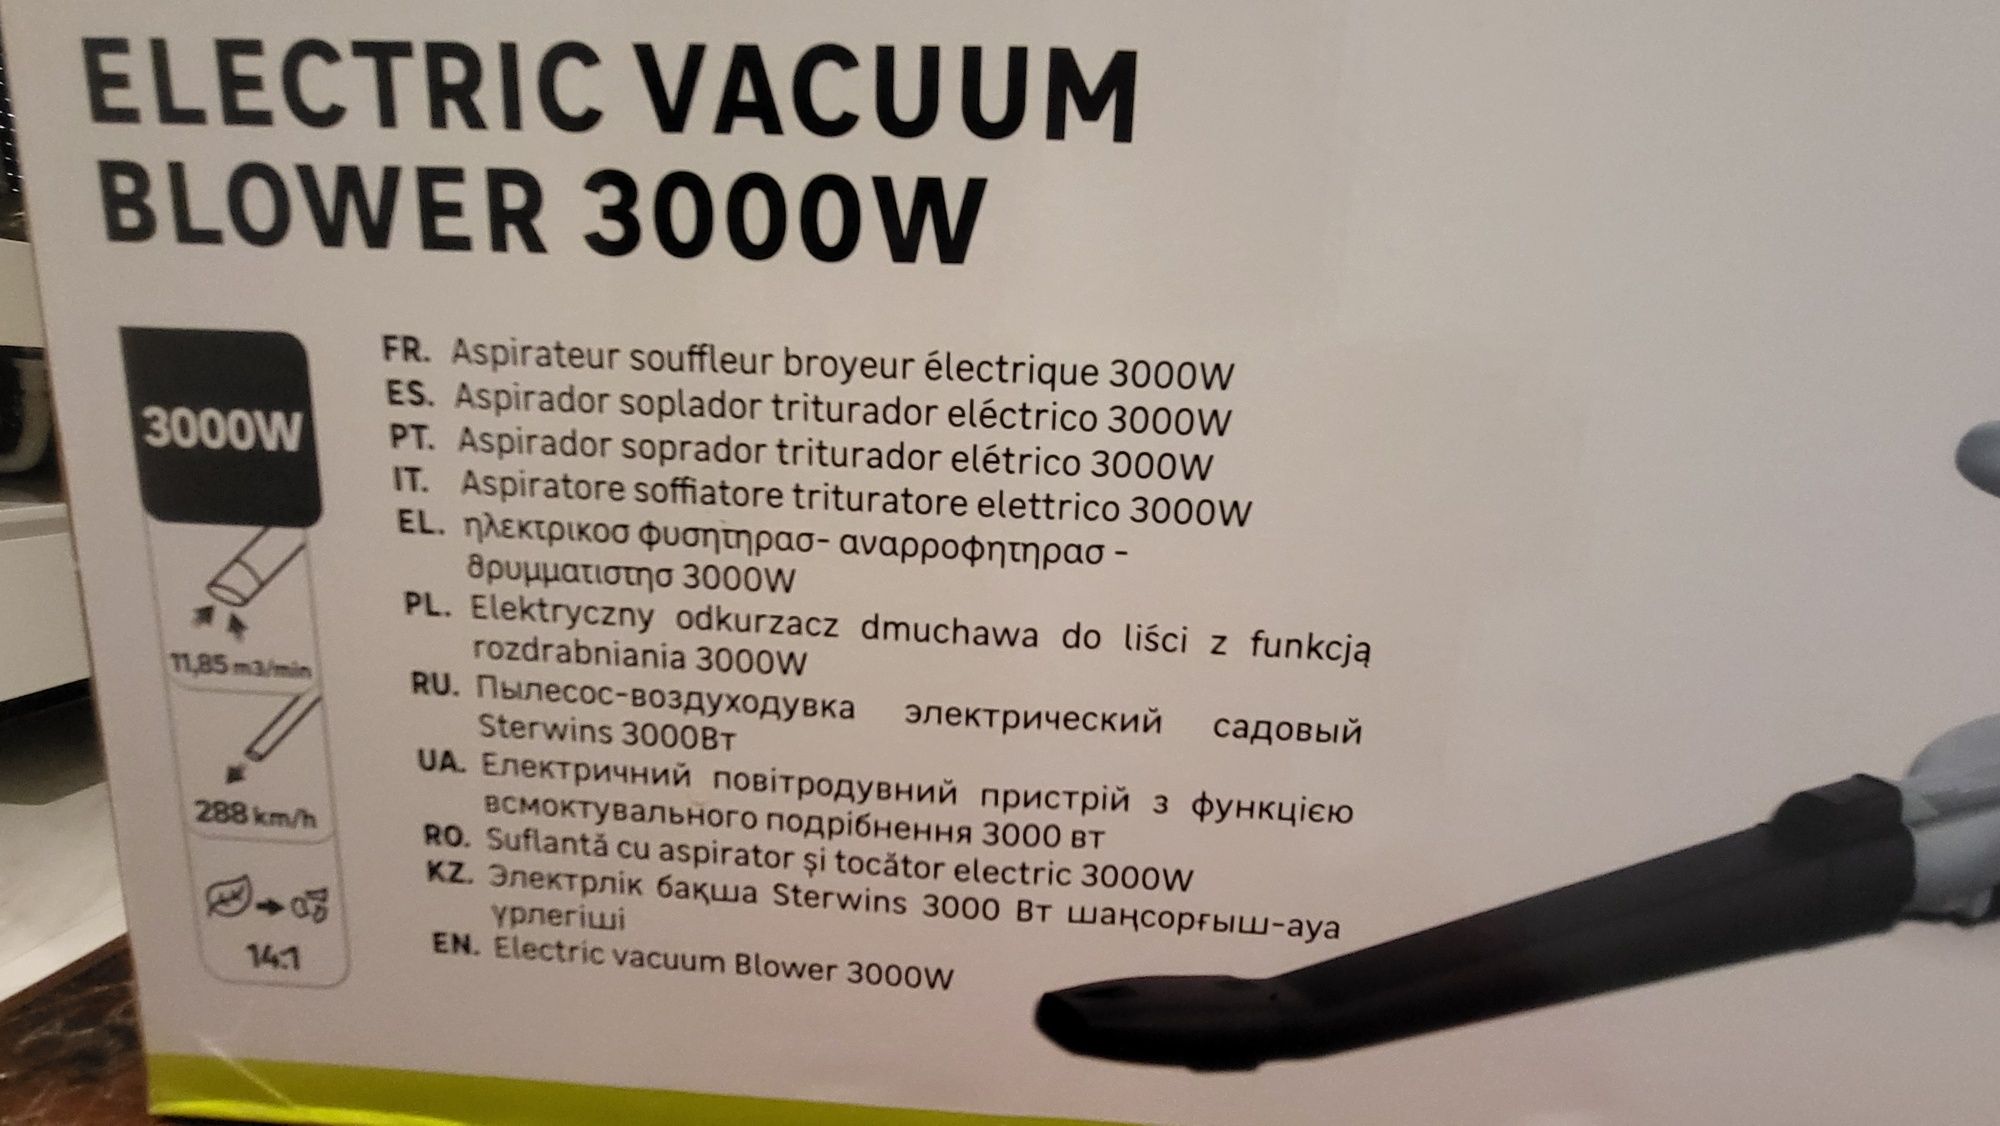 ELECTRIC VACUUM
BLOWER 3000W
3000W
11,85 m3/min
288 km/h
14:1
FR. Aspirateur souffleur broyeur électrique 3000W
ES. Aspirador soplador triturador eléctrico 3000W
PT. Aspirador soprador triturador elétrico 3000W
IT. Aspiratore soffiatore trituratore elettrico 3000W
EL. ηλεκτρικοσ φυσητηρασ- αναρροφητηρασ -
θρυμματιστησ 3000W
PL. Elektryczny odkurzacz dmuchawa do liści z funkcją
rozdrabniania 3000W
RU. Пылесос-воздуходувка электрический садовый
Sterwins 3000Вт
UA. Електричний повітродувний пристрій з функцією
всмоктувального подрібнення 3000 вт
RO. Suflantă cu aspirator și tocător electric 3000W
KZ. Электрлік бақша Sterwins 3000 Вт шаңсорғыш-ауа
үрлегіші
EN. Electric vacuum Blower 3000W